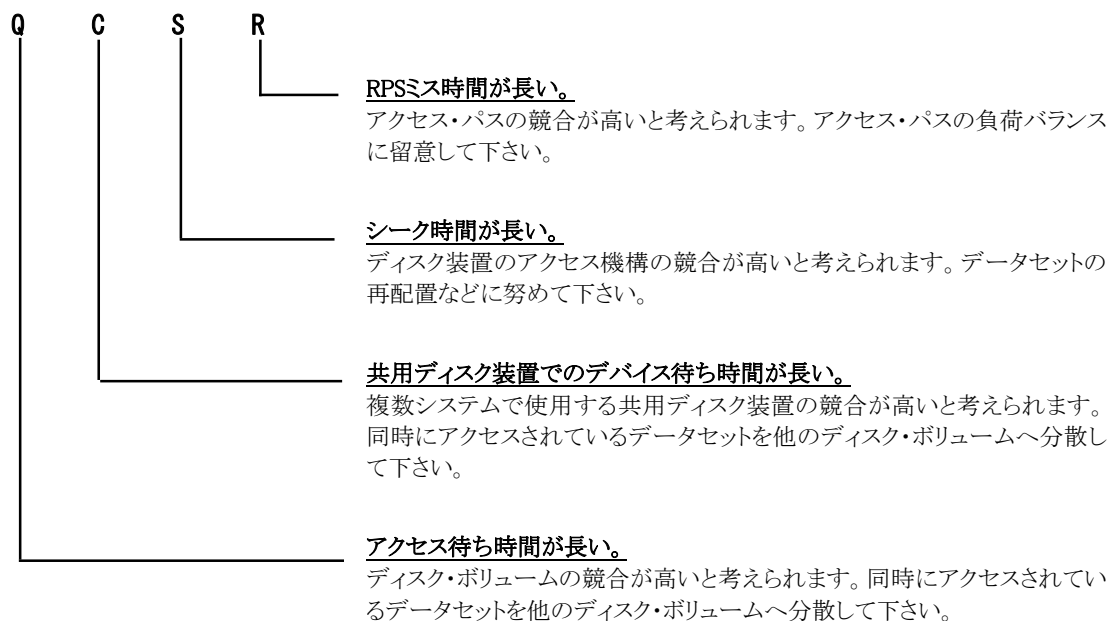 Q C S R
RPSミス時間が長い。
アクセス・パスの競合が高いと考えられます。アクセス・パスの負荷バランス
に留意して下さい。
シーク時間が長い。
ディスク装置のアクセス機構の競合が高いと考えられます。データセットの
再配置などに努めて下さい。
共用ディスク装置でのデバイス待ち時間が長い。
複数システムで使用する共用ディスク装置の競合が高いと考えられます。
同時にアクセスされているデータセットを他のディスク・ボリュームへ分散し
て下さい。
アクセス待ち時間が長い。
ディスク・ボリュームの競合が高いと考えられます。同時にアクセスされてい
るデータセットを他のディスク・ボリュームへ分散して下さい。